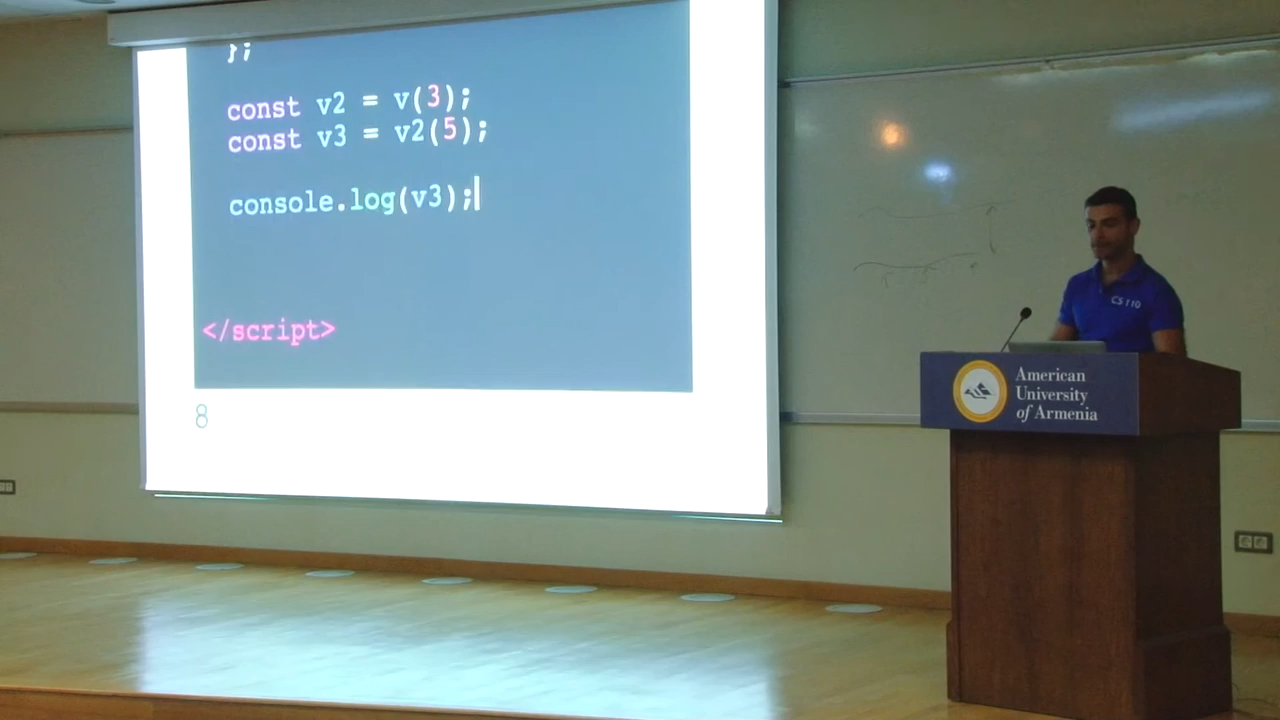 };
const v2 = v(3);
const v3 = v2(5);
console.log(v3);
</script>
8
CS 110
American
University
of Armenia